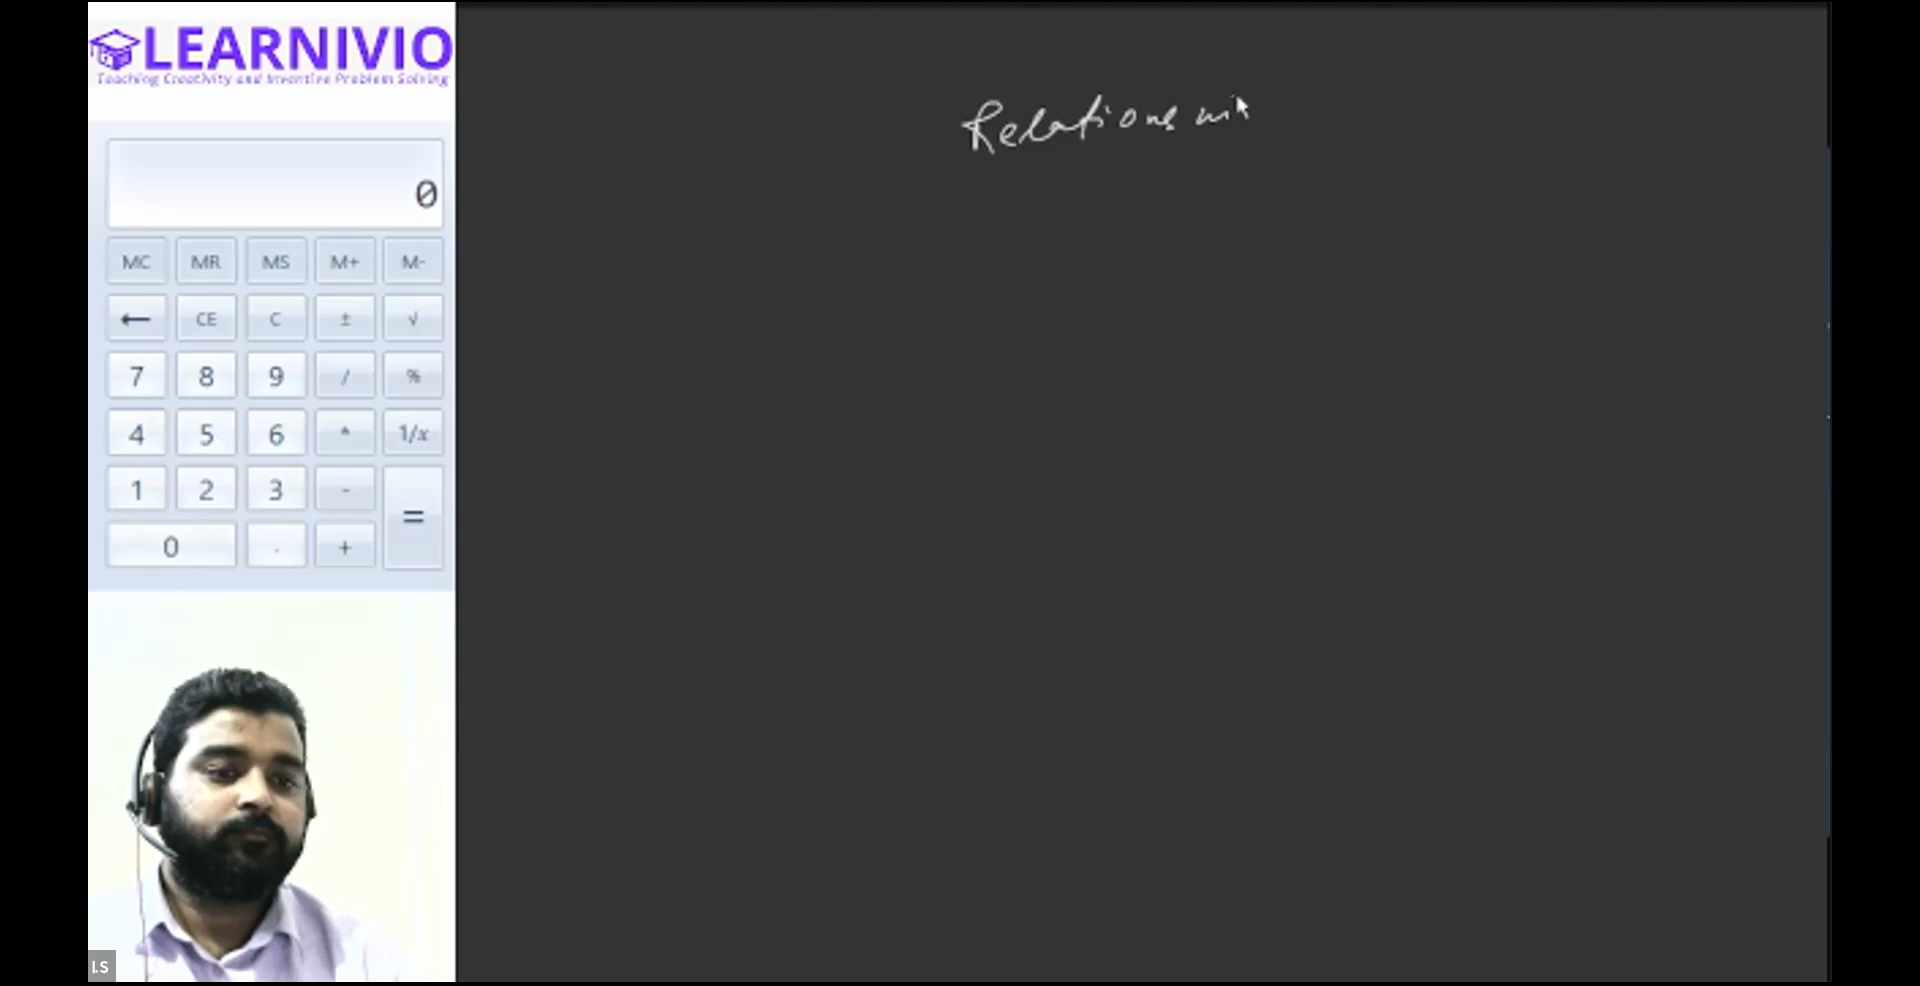 LEARNIVIO
Teaching Creativity and Inventive Problem Solving
0
MC MR MS M+ M-
← CE C ± √
7 8 9 / %
4 5 6 * 1/x
1 2 3 - =
0 . +
I.S
Relations